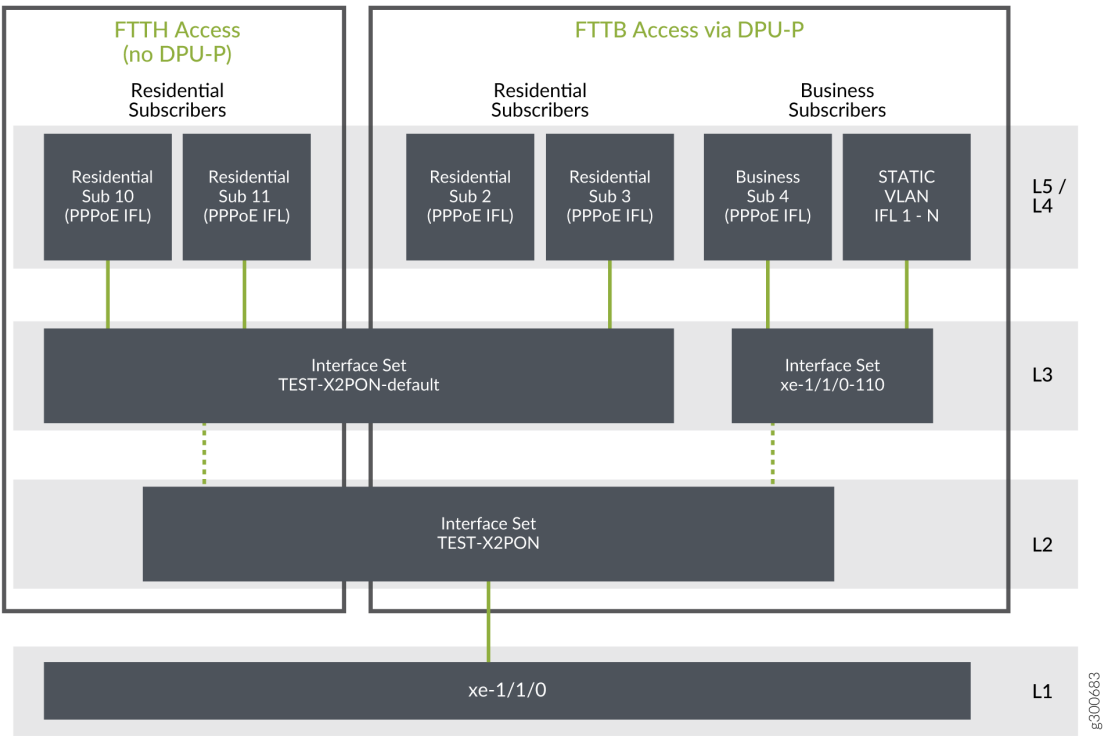 FTTH Access
(no DPU-P)
FTTB Access via DPU-P
Residential
Subscribers
Residential
Subscribers
Business
Subscribers
Residential
Sub 10
(PPPoE IFL)
Residential
Sub 11
(PPPoE IFL)
Residential
Sub 2
(PPPoE IFL)
Residential
Sub 3
(PPPoE IFL)
Business
Sub 4
(PPPoE IFL)
STATIC
VLAN
IFL 1 - N
L5 /
L4
Interface Set
TEST-X2PON-default
Interface Set
xe-1/1/0-110
L3
Interface Set
TEST-X2PON
L2
xe-1/1/0
L1
g300683